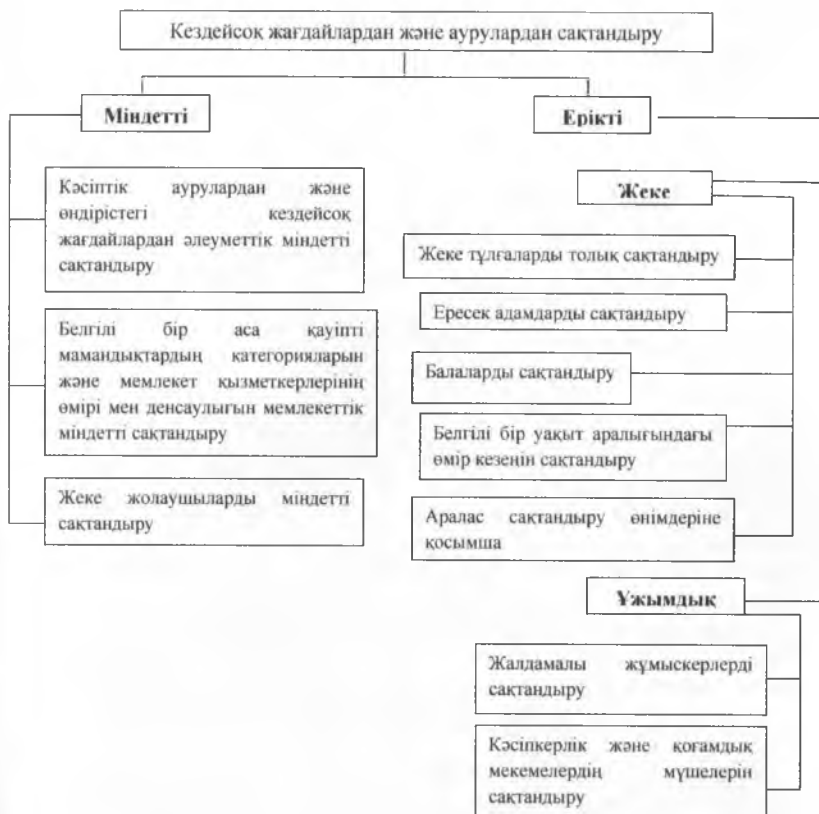 Кездейсоқ жағдайлардан және аурулардан сақтандыру
Міндетті
Ерікті
Кәсіптік аурулардан және
өндірістегі кездейсоқ
жағдайлардан әлеуметтік міндетті
сақтандыру
Белгілі бір аса қауіпті
мамандықтардың категорияларын
және мемлекет қызметкерлерінің
өмірі мен денсаулығын мемлекеттік
міндетті сақтандыру
Жеке жолаушыларды міндетті
сақтандыру
Жеке
Жеке тұлғаларды толық сақтандыру
Ересек адамдарды сақтандыру
Балаларды сақтандыру
Белгілі бір уақыт аралығындағы
өмір кезенін сақтандыру
Аралас сақтандыру өнімдеріне
қосымша
Ұжымдық
Жалдамалы жұмыскерлерді
сақтандыру
Кәсіпкерлік және қоғамдық
мекемелердің мүшелерін
сақтандыру